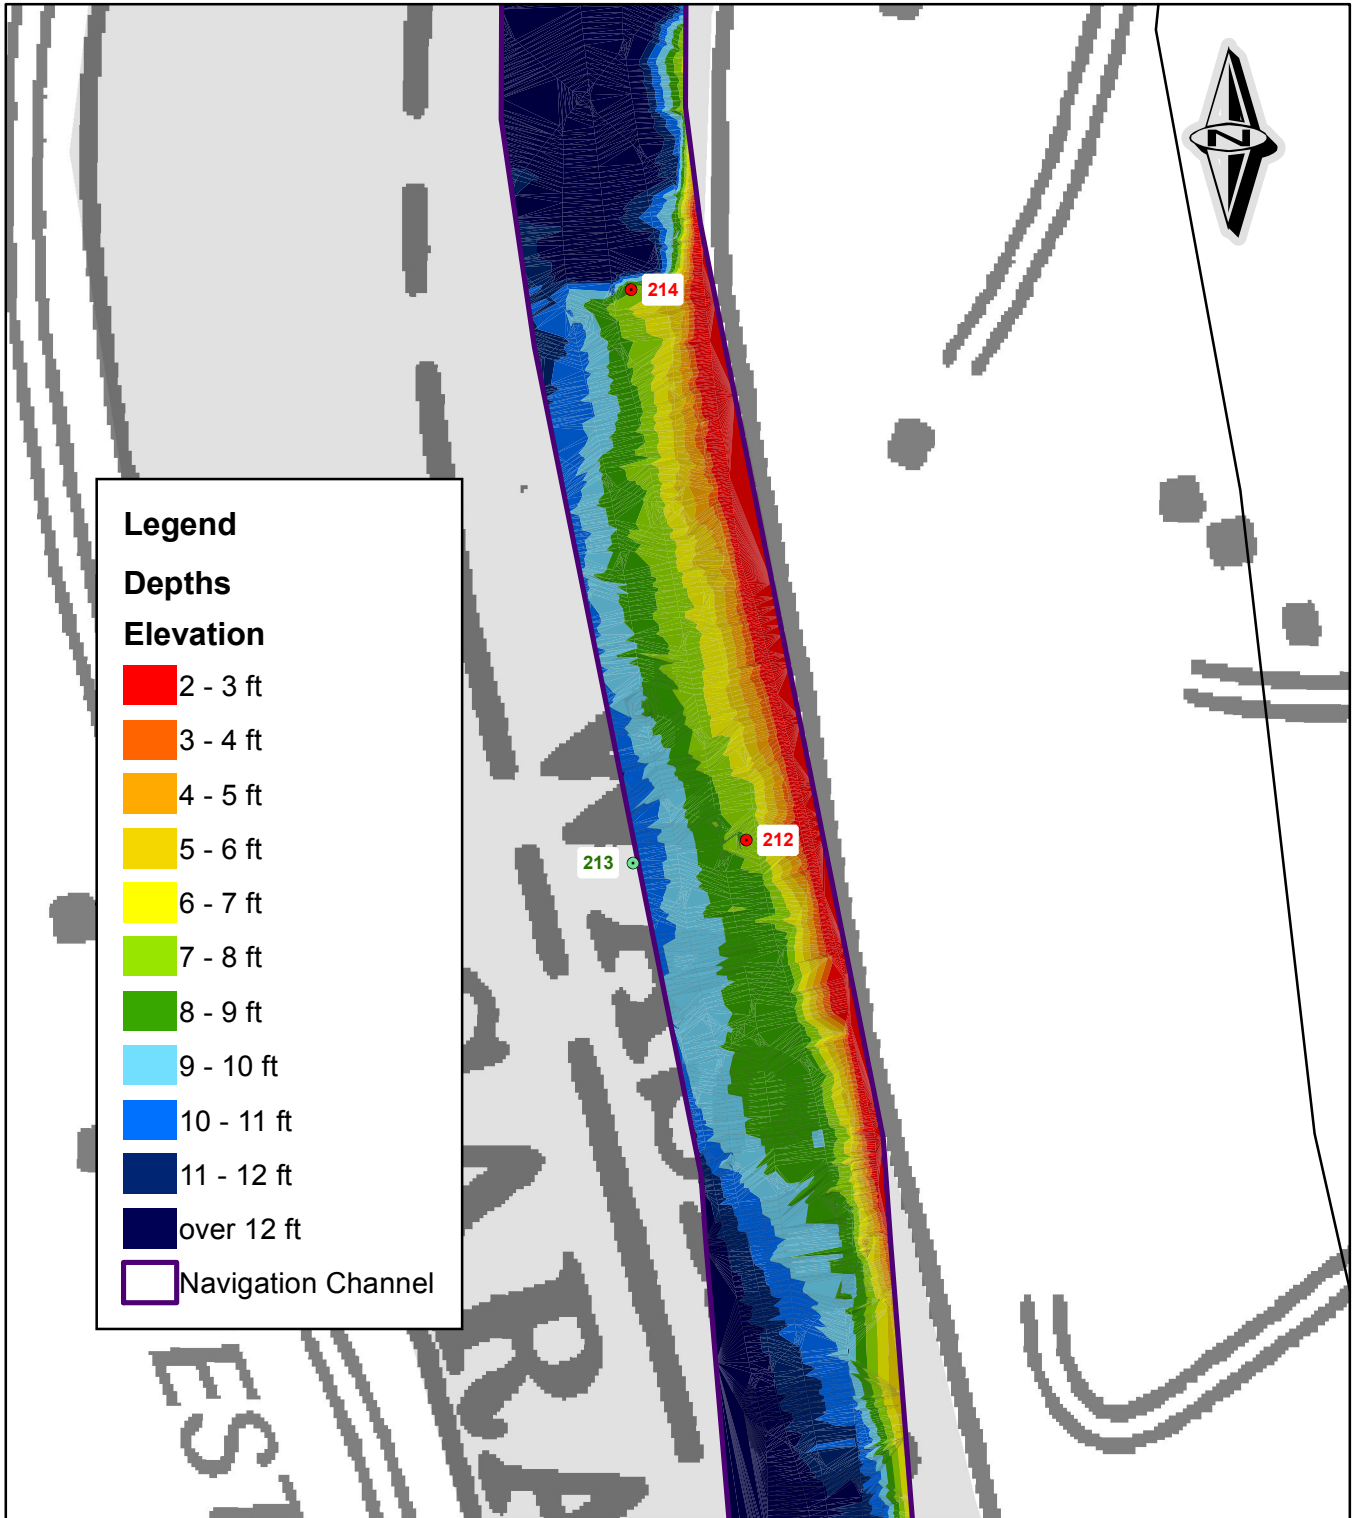 N
214
Legend
Depths
Elevation
2 - 3 ft
3 - 4 ft
4 - 5 ft
5 - 6 ft
6 - 7 ft
7 - 8 ft
8 - 9 ft
9 - 10 ft
10 - 11 ft
11 - 12 ft
over 12 ft
Navigation Channel
212
213
EST